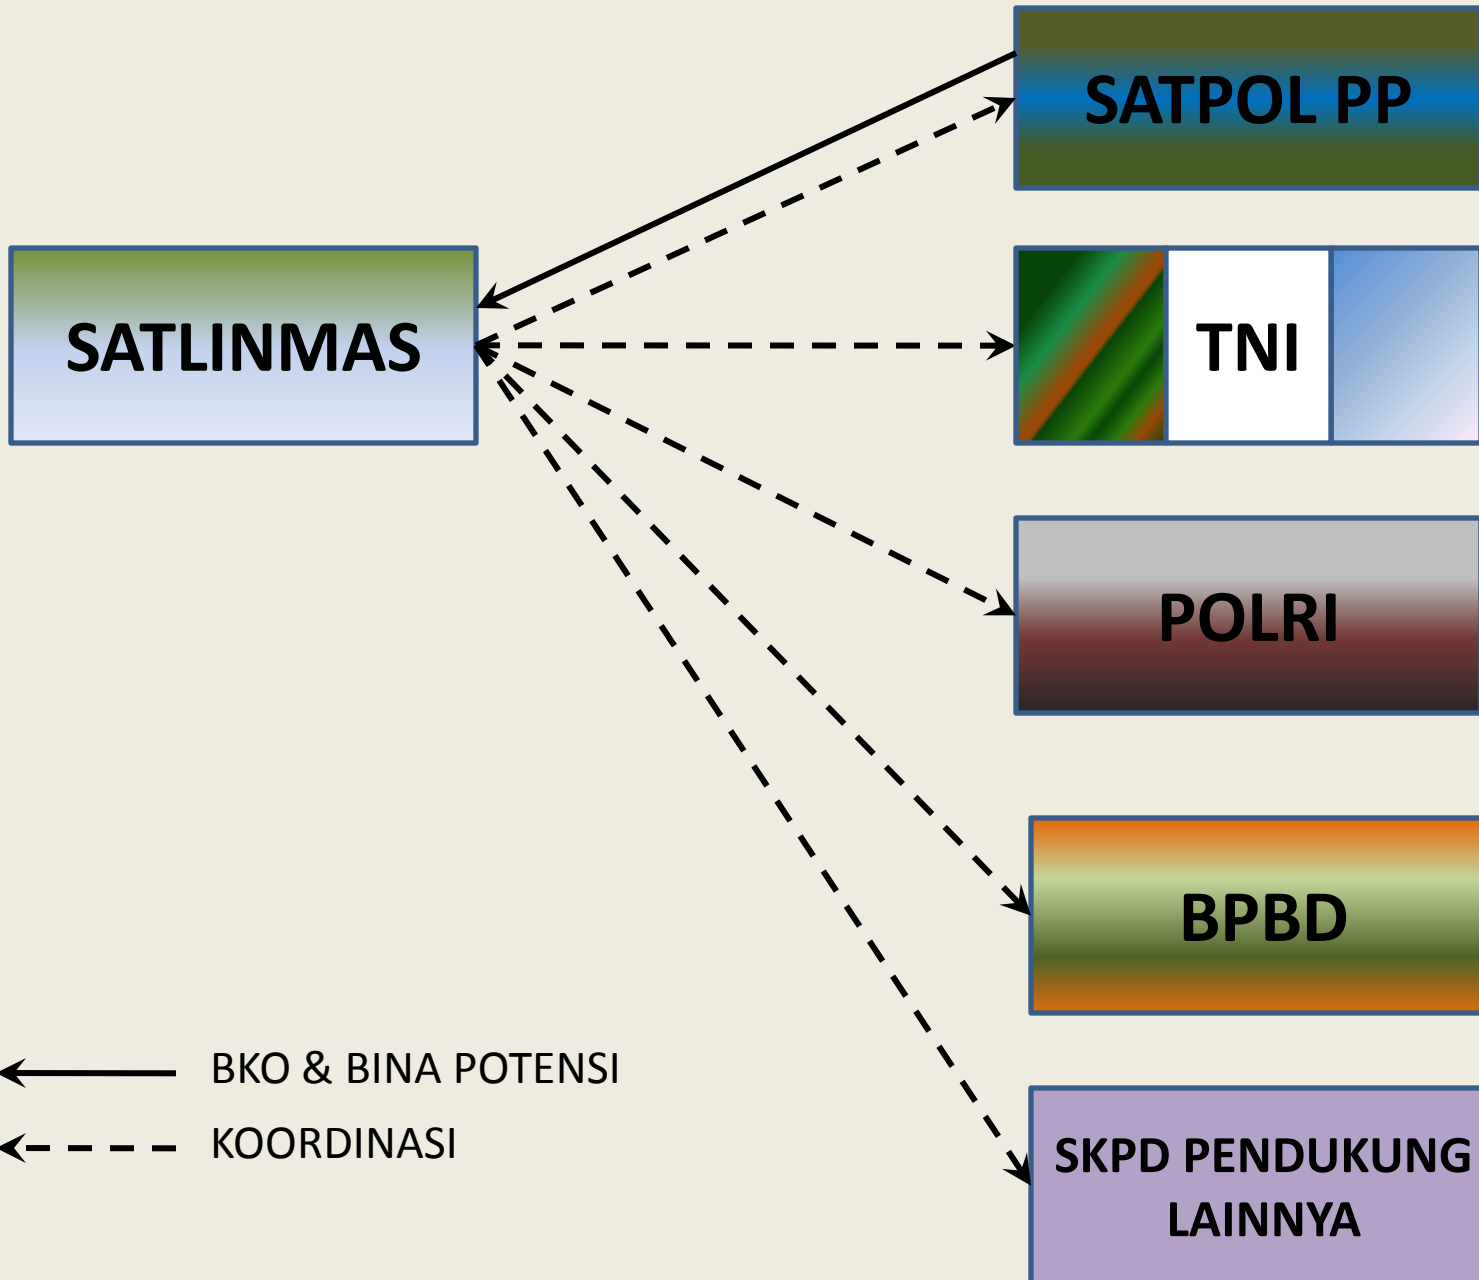 SATPOL PP
SATLINMAS
TNI
POLRI
BPBD
BKO & BINA POTENSI
KOORDINASI
SKPD PENDUKUNG
LAINNYA